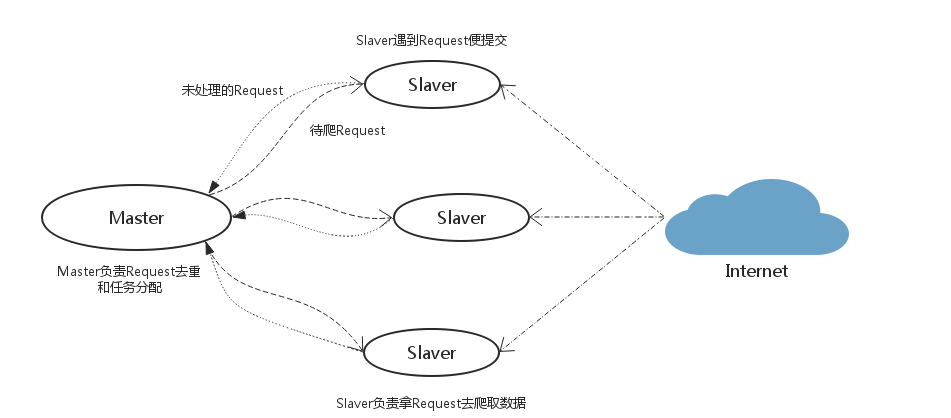 Slaver遇到Request便提交
Slaver
未处理的Request
待爬Request
Master
Slaver
Internet
Master负责Request去重
和任务分配
Slaver
Slaver负责拿Request去爬取数据